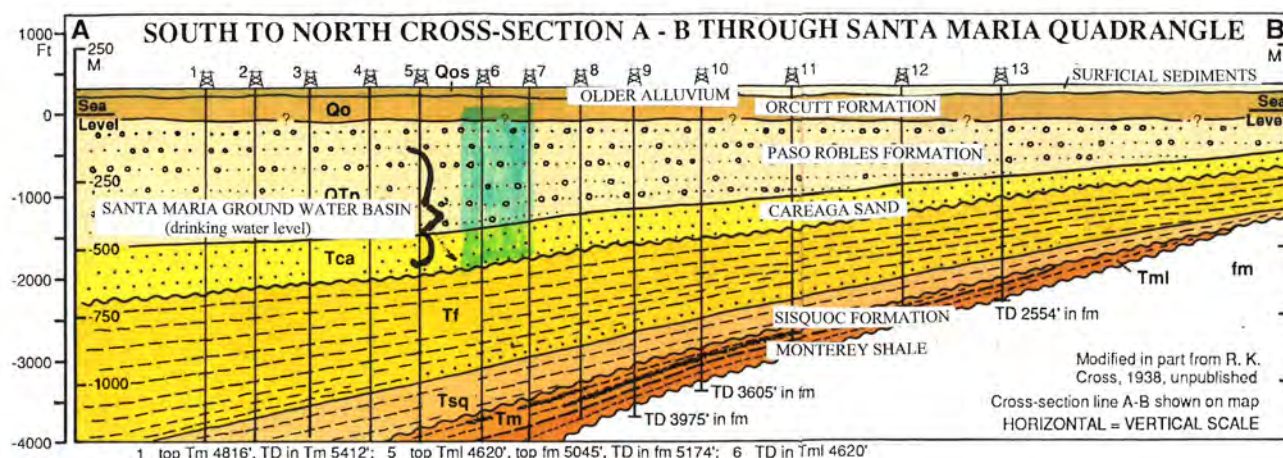 A SOUTH TO NORTH CROSS-SECTION A - B THROUGH SANTA MARIA QUADRANGLE B
1000
Ft
250
M
M
1 2 3 4 5 Qos 6 7 8 9 10 11 12 13
SURFICIAL SEDIMENTS
OLDER ALLUVIUM
Sea
Level
0
Qo
ORCUTT FORMATION
Sea
Level
? ? ? ?
PASO ROBLES FORMATION
-250
-1000
QTp
SANTA MARIA GROUND WATER BASIN
(drinking water level)
CAREAGA SAND
-500
Tca
-2000
Tml
fm
-750
Tf
SISQUOC FORMATION
TD 2554' in fm
-3000
MONTEREY SHALE
-1000
Tsq
Tm
TD 3605' in fm
TD 3975' in fm
-4000
Modified in part from R. K.
Cross, 1938, unpublished
Cross-section line A-B shown on map
HORIZONTAL = VERTICAL SCALE
1 top Tm 4816', TD in Tm 5412'; 5 top Tml 4620', top fm 5045', TD in fm 5174'; 6 TD in Tml 4620'